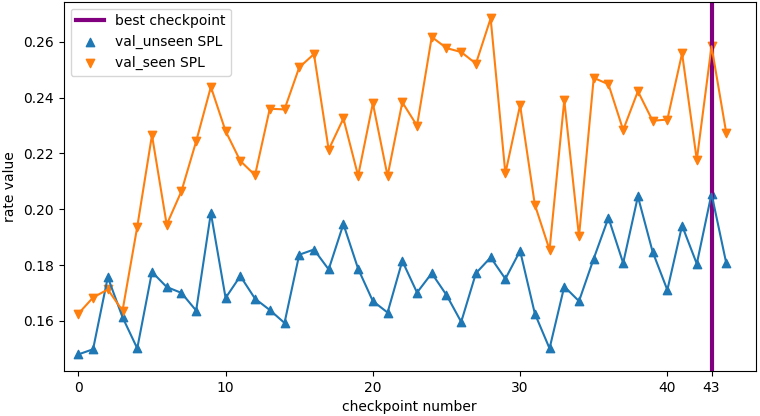 best checkpoint
val_unseen SPL
val_seen SPL
rate value
0.26
0.24
0.22
0.20
0.18
0.16
0
10
20
30
40
43
checkpoint number